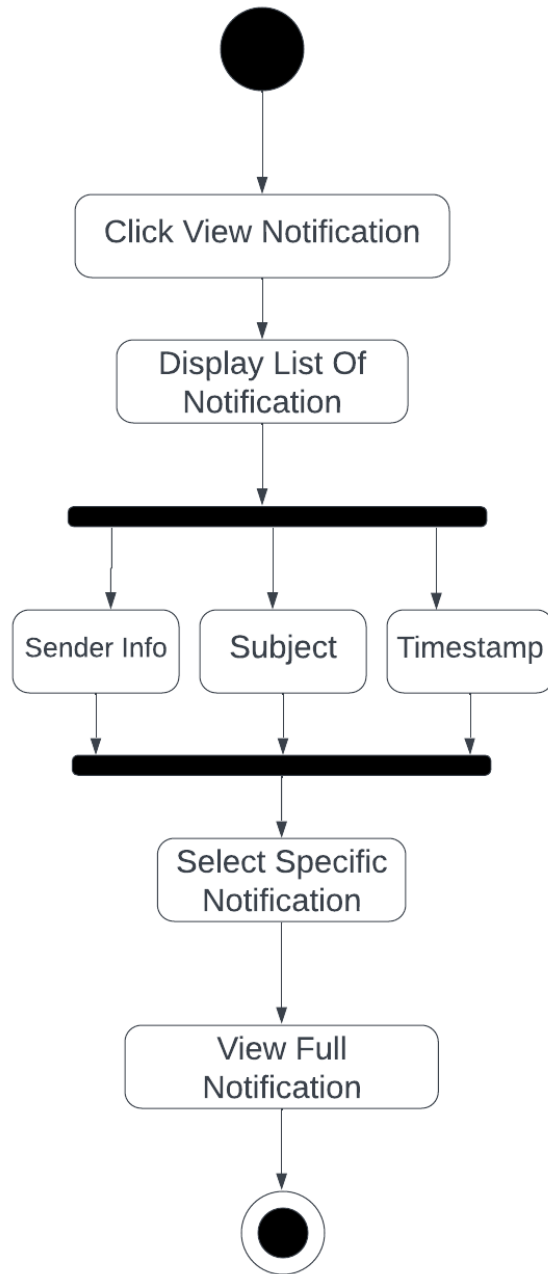 Click View Notification
Display List Of
Notification
Sender Info
Subject
Timestamp
Select Specific
Notification
View Full
Notification